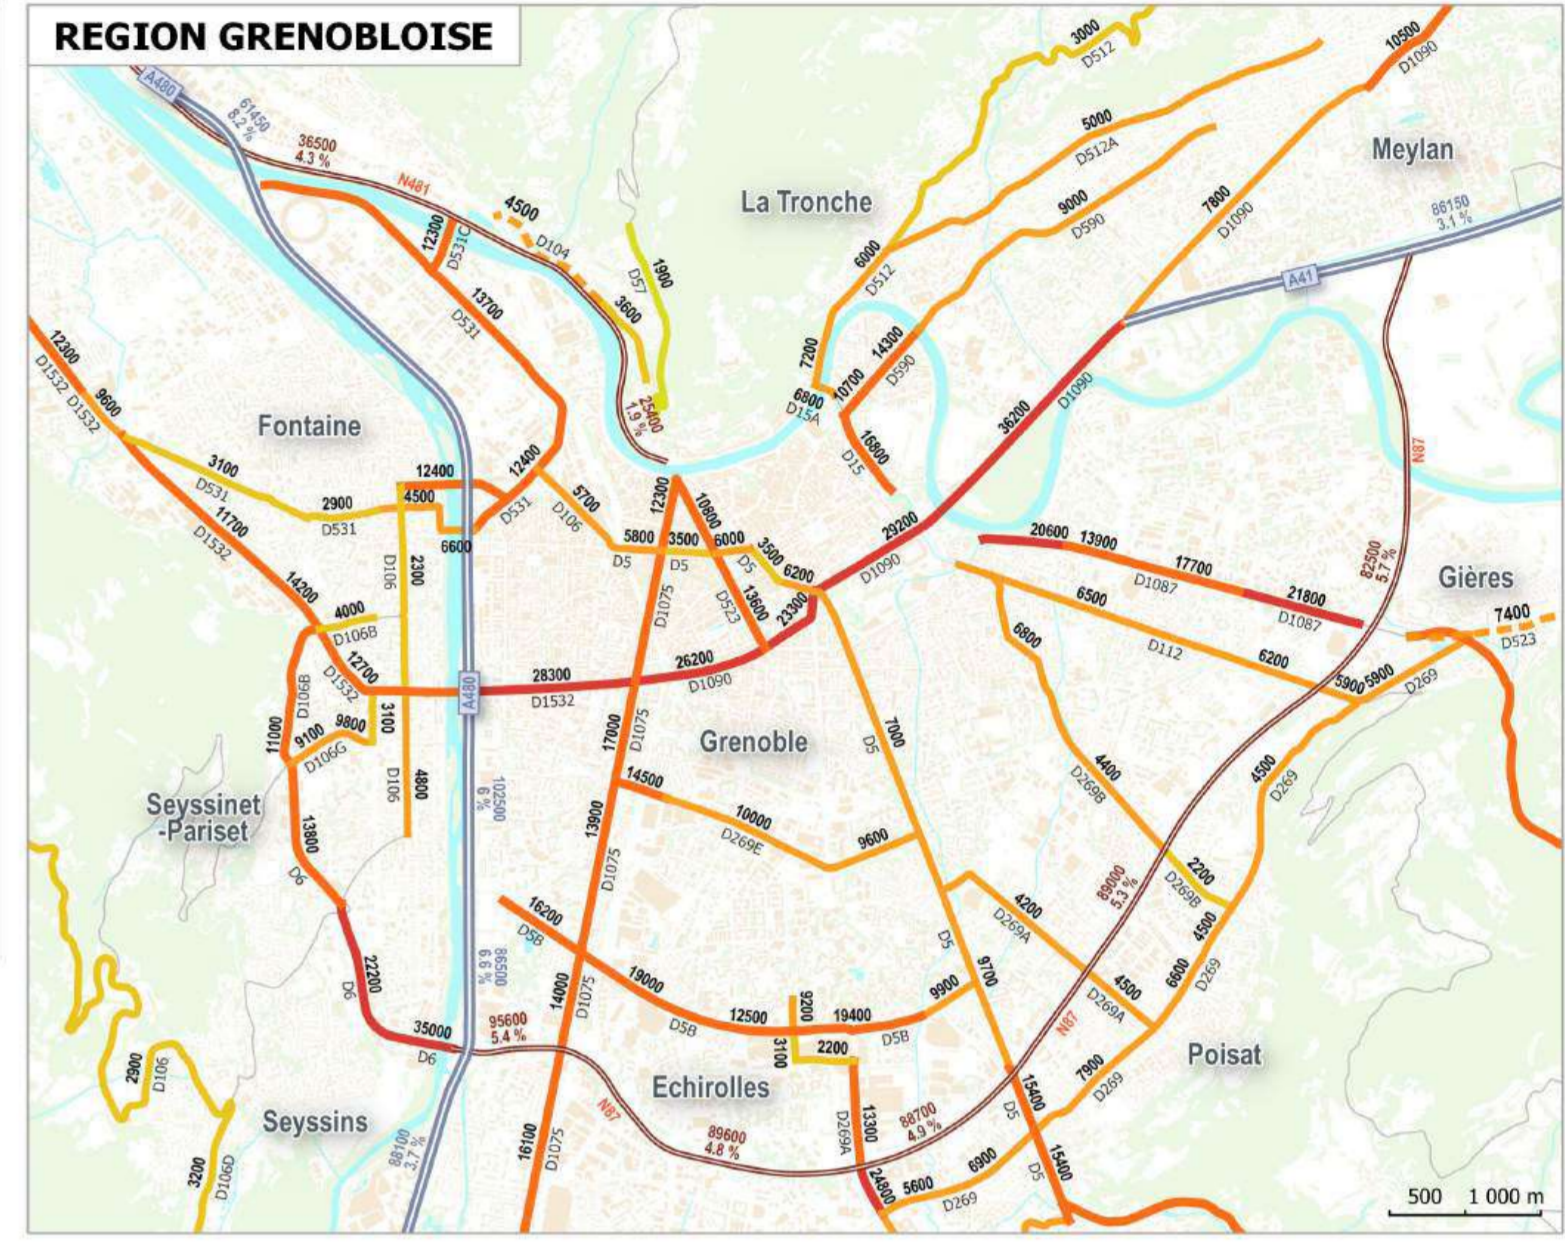 REGION GRENOBLOISE
A480
61450
8.2 %
36500
4.3 %
N481
12300
D531C
13700
D531
4500
D104
3600
D57
1900
25400
1.9 %
La Tronche
3000
D512
5000
D512A
9000
D590
6000
D512
7200
6800
D15A
10700
14300
D590
16800
D15
10500
D1090
Meylan
7800
D1090
86150
3.1 %
A41
36200
D1090
29200
D1090
N87
82500
5.7 %
Gières
7400
D523
20600
13900
17700
D1087
21800
D1087
6500
D112
6200
5900
5900
D269
6800
4400
D269B
2200
D269B
4500
D269
4500
6600
D269
12300
D1532
D1532
9600
Fontaine
3100
D531
2900
D531
12400
4500
6600
12400
D531
5700
D106
5800
D5
3500
D5
6000
D5
3500
6200
12300
10800
D1075
D523
13600
23300
11700
D1532
14200
D106
2300
4000
D106B
12700
D1532
D106B
11000
9100
9800
D106G
3100
D106
4800
A480
28300
D1532
26200
D1090
17000
D1075
Grenoble
7000
D5
14500
10000
D269E
9600
13900
D1075
102500
6 %
Seyssinet
-Pariset
13800
D6
22200
D6
35000
D6
86500
6.6 %
95600
5.4 %
16200
D5B
19000
D5B
14000
D1075
12500
9200
3100
19400
D5B
9900
2200
D5
9700
4200
D269A
4500
D269A
89000
5.3 %
N87
Poisat
7900
D269
15400
D5
15400
D5
6900
5600
D269
24800
13300
D269A
88700
4.9 %
Echirolles
N87
89600
4.8 %
16100
D1075
88100
3.7 %
Seyssins
2900
D106
3200
D106D
500 1 000 m